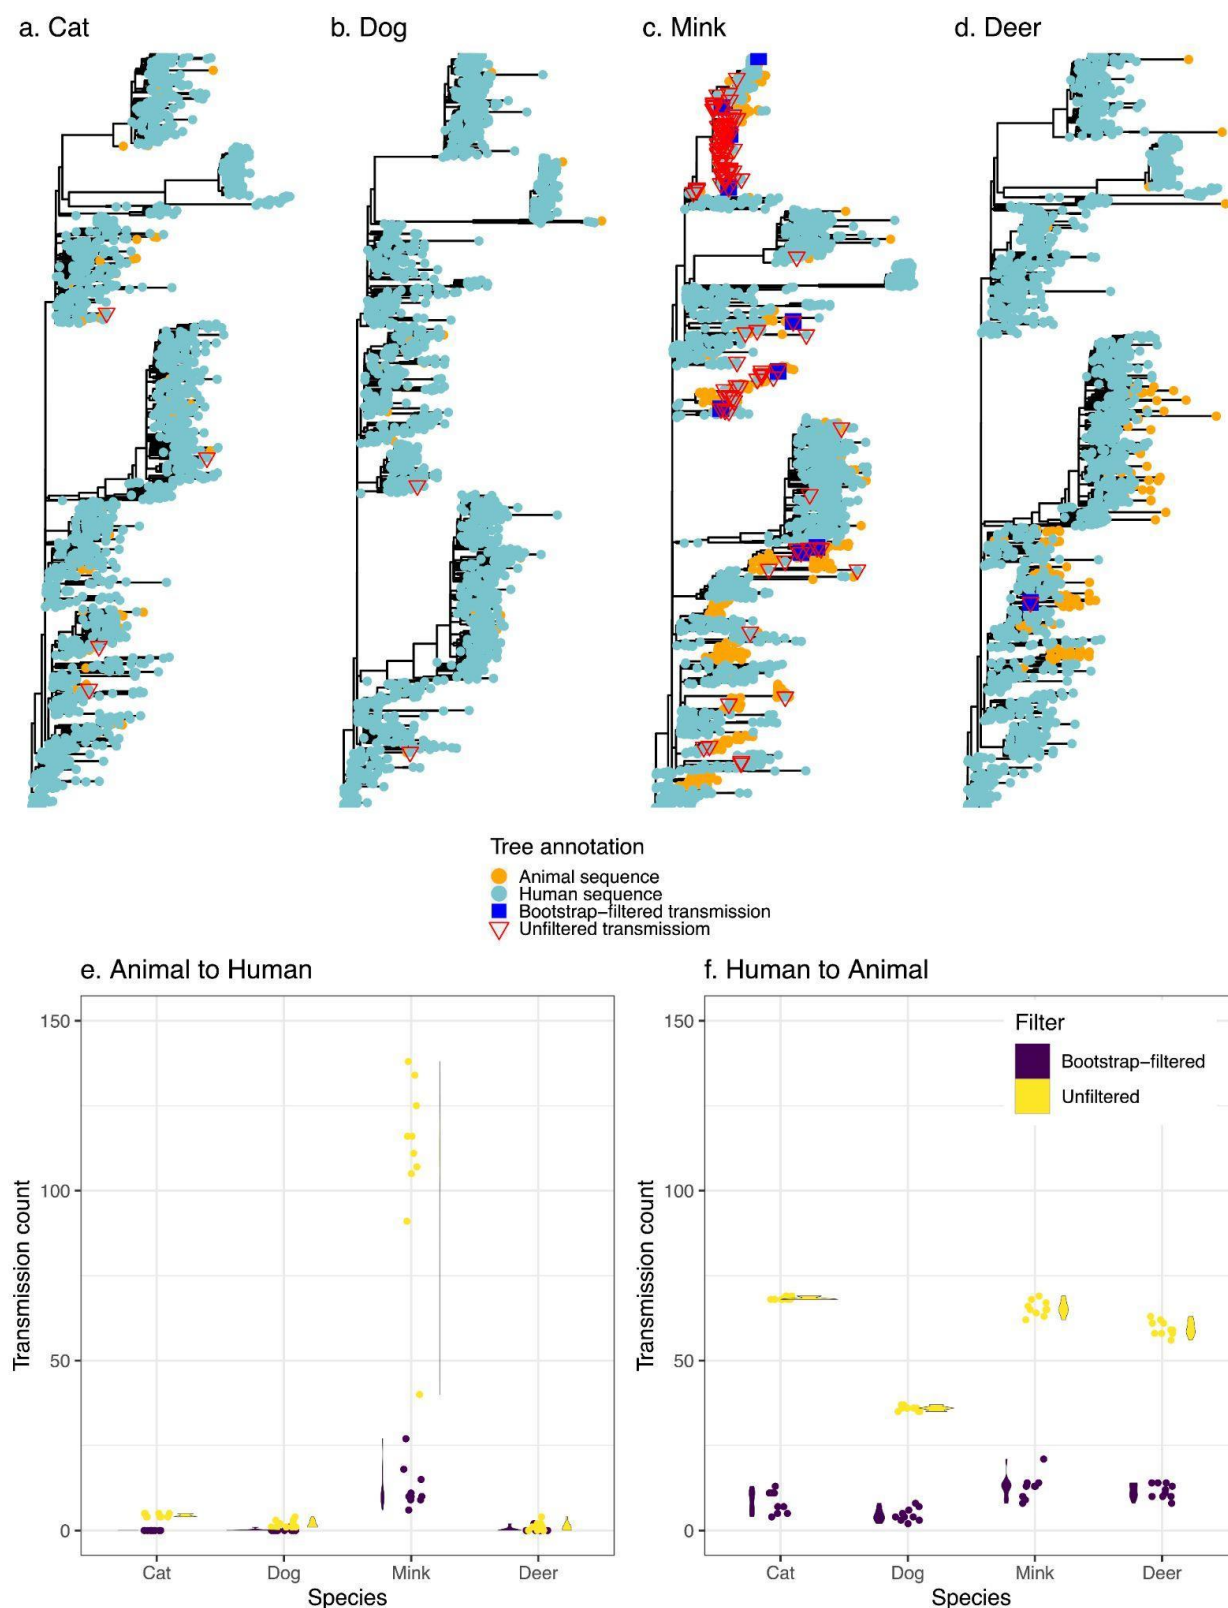 a. Cat
b. Dog
c. Mink
d. Deer
Tree annotation
Animal sequence
Human sequence
Bootstrap−filtered transmission
Unfiltered transmissiom
e. Animal to Human
f. Human to Animal
150
100
50
0
Transmission count
Cat
Dog
Mink
Deer
Species
150
100
50
0
Transmission count
Filter
Bootstrap−filtered
Unfiltered
Cat
Dog
Mink
Deer
Species